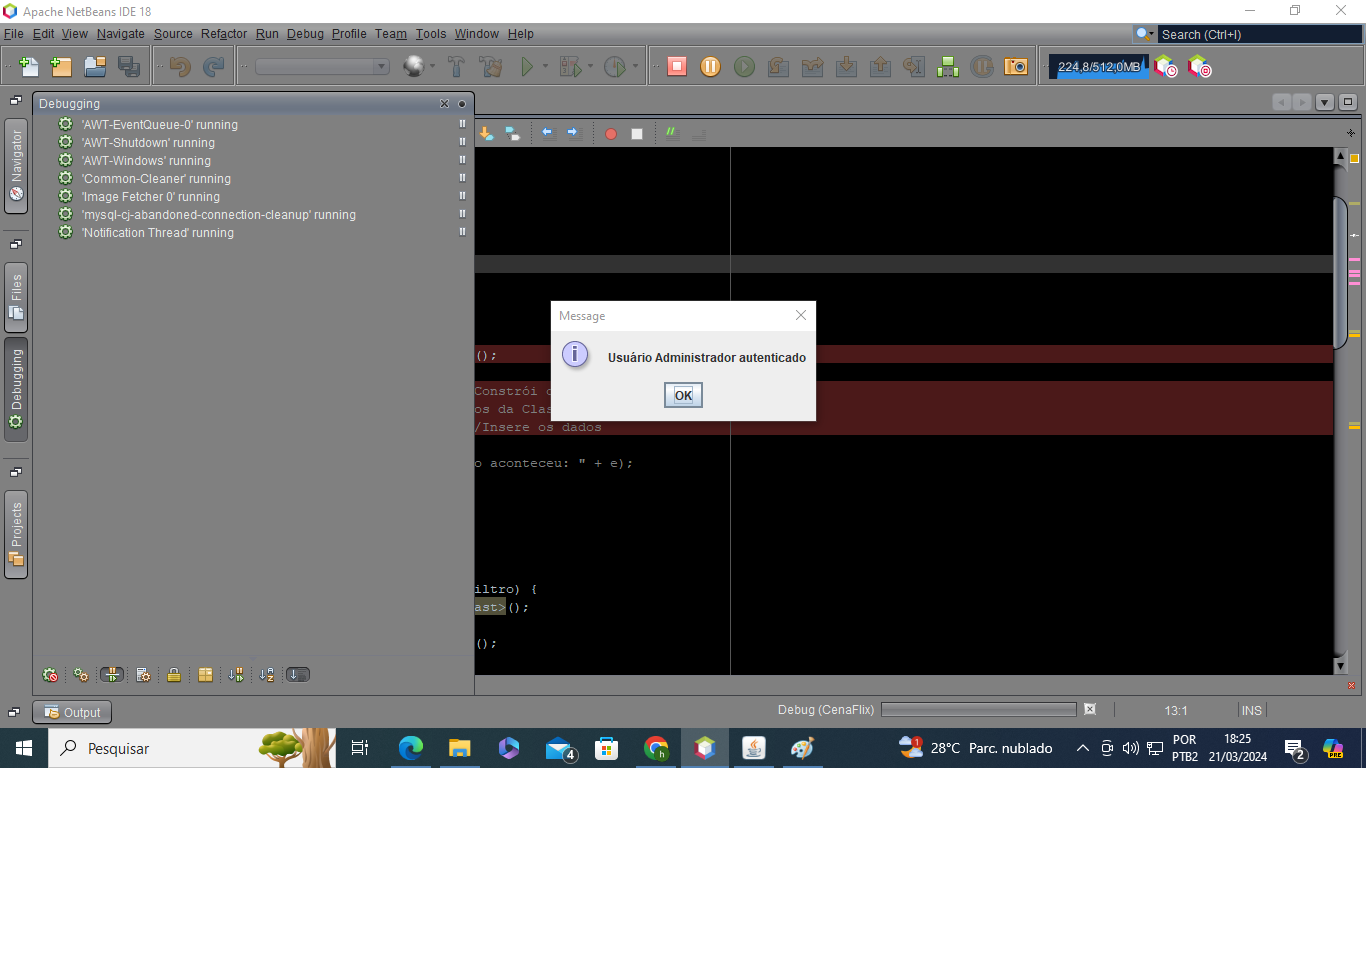 Apache NetBeans IDE 18
File Edit View Navigate Source Refactor Run Debug Profile Team Tools Window Help
Search (Ctrl+I)
224,8/512,0MB
Debugging
'AWT-EventQueue-0' running
'AWT-Shutdown' running
'AWT-Windows' running
'Common-Cleaner' running
'Image Fetcher 0' running
'mysql-cj-abandoned-connection-cleanup' running
'Notification Thread' running
Navigator
Files
Debugging
Projects
Message
Usuário Administrador autenticado
OK
();
Constrói
os da Clas
/Insere os dados
o aconteceu: " + e);
iltro) {
ast>();
();
Output
Debug (CenaFlix)
13:1
INS
Pesquisar
4
1
28°C Parc. nublado
POR
PTB2
18:25
21/03/2024
2
PRE